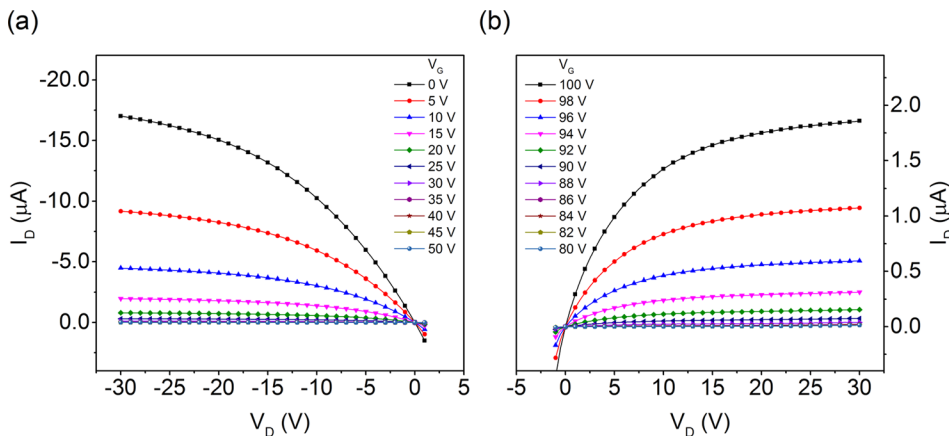 (a)
-20.0
-15.0
-10.0
-5.0
0.0
I_D (μA)
V_G
0 V
5 V
10 V
15 V
20 V
25 V
30 V
35 V
40 V
45 V
50 V
-30 -25 -20 -15 -10 -5 0 5
V_D (V)
(b)
V_G
100 V
98 V
96 V
94 V
92 V
90 V
88 V
86 V
84 V
82 V
80 V
2.0
1.5
1.0
0.5
0.0
I_D (μA)
-5 0 5 10 15 20 25 30
V_D (V)